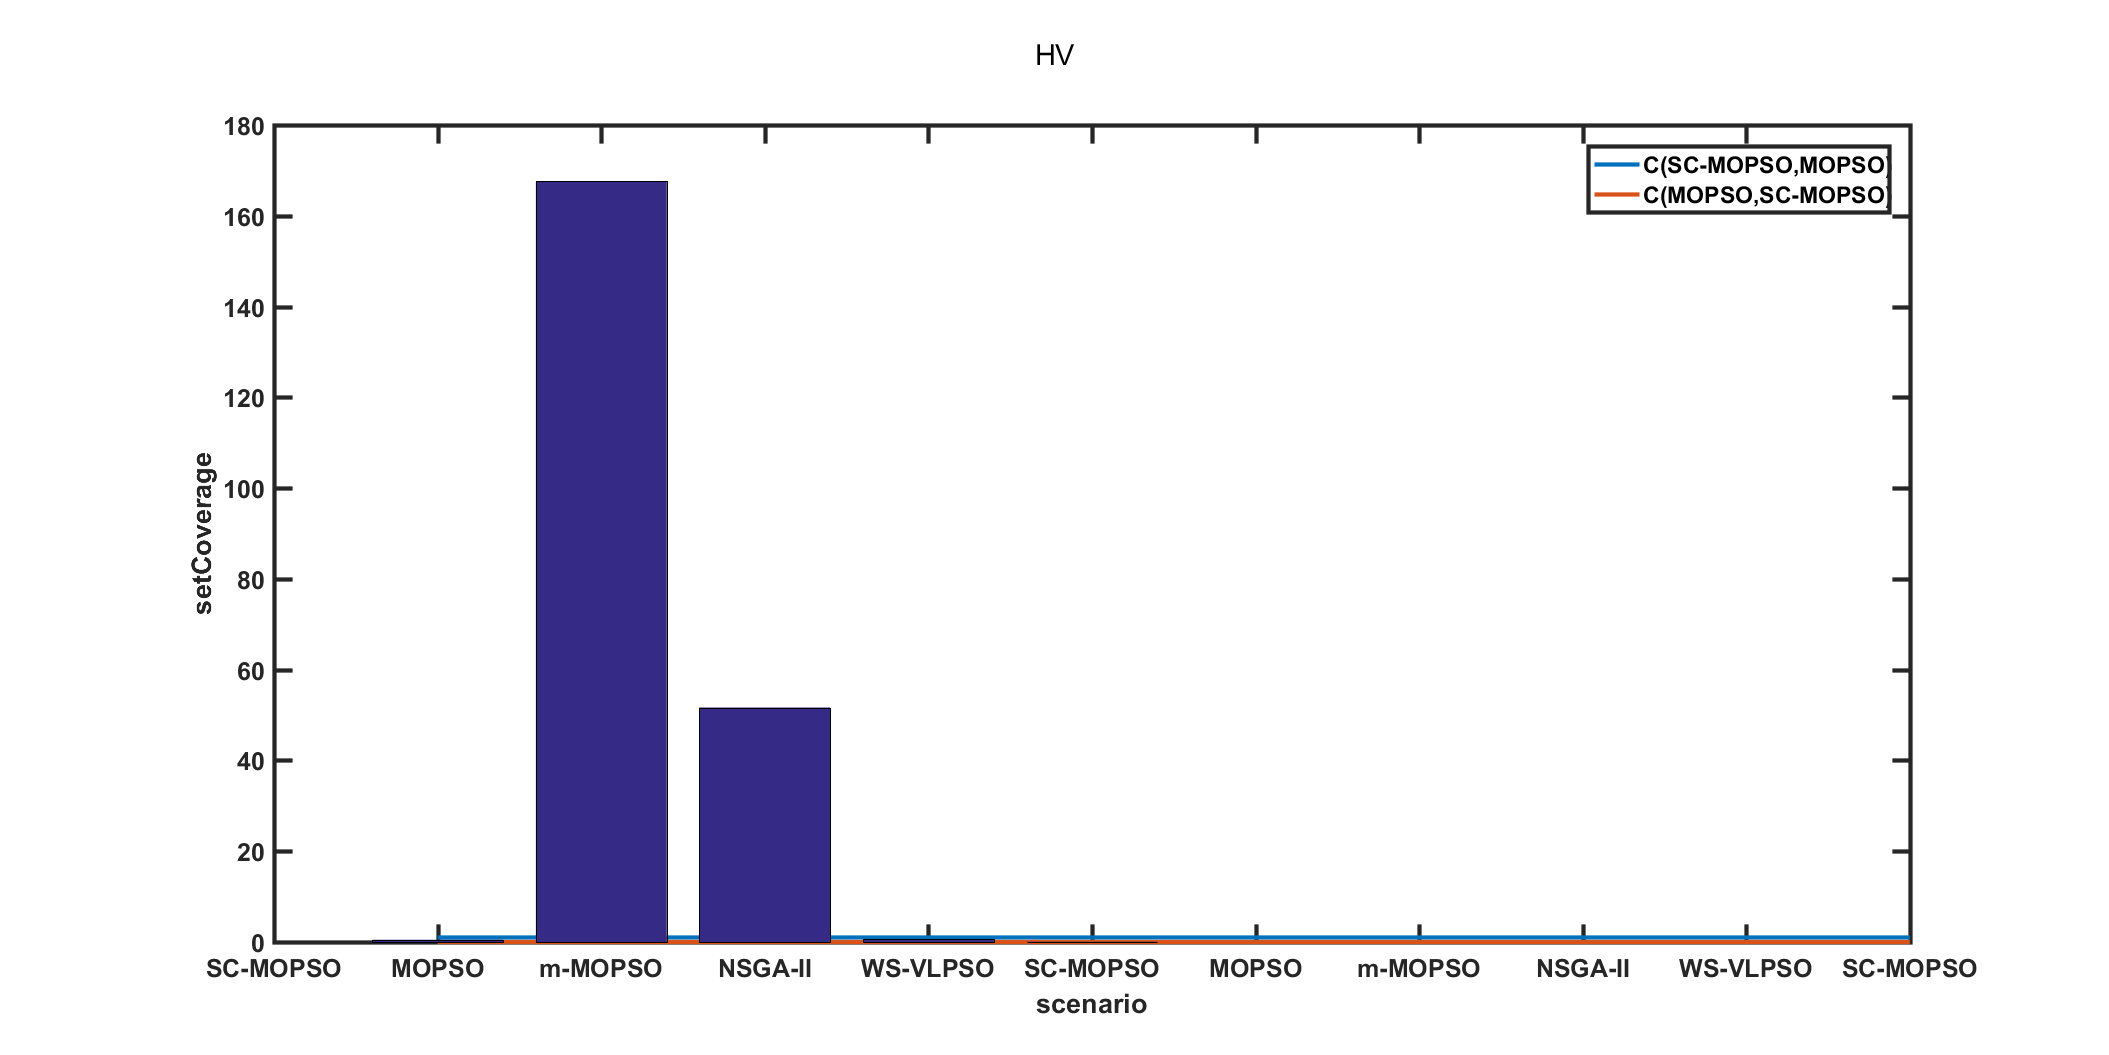 HV
180
160
140
120
100
80
60
40
20
0
setCoverage
C(SC-MOPSO,MOPSO)
C(MOPSO,SC-MOPSO)
SC-MOPSO MOPSO m-MOPSO NSGA-II WS-VLPSO SC-MOPSO MOPSO m-MOPSO NSGA-II WS-VLPSO SC-MOPSO
scenario